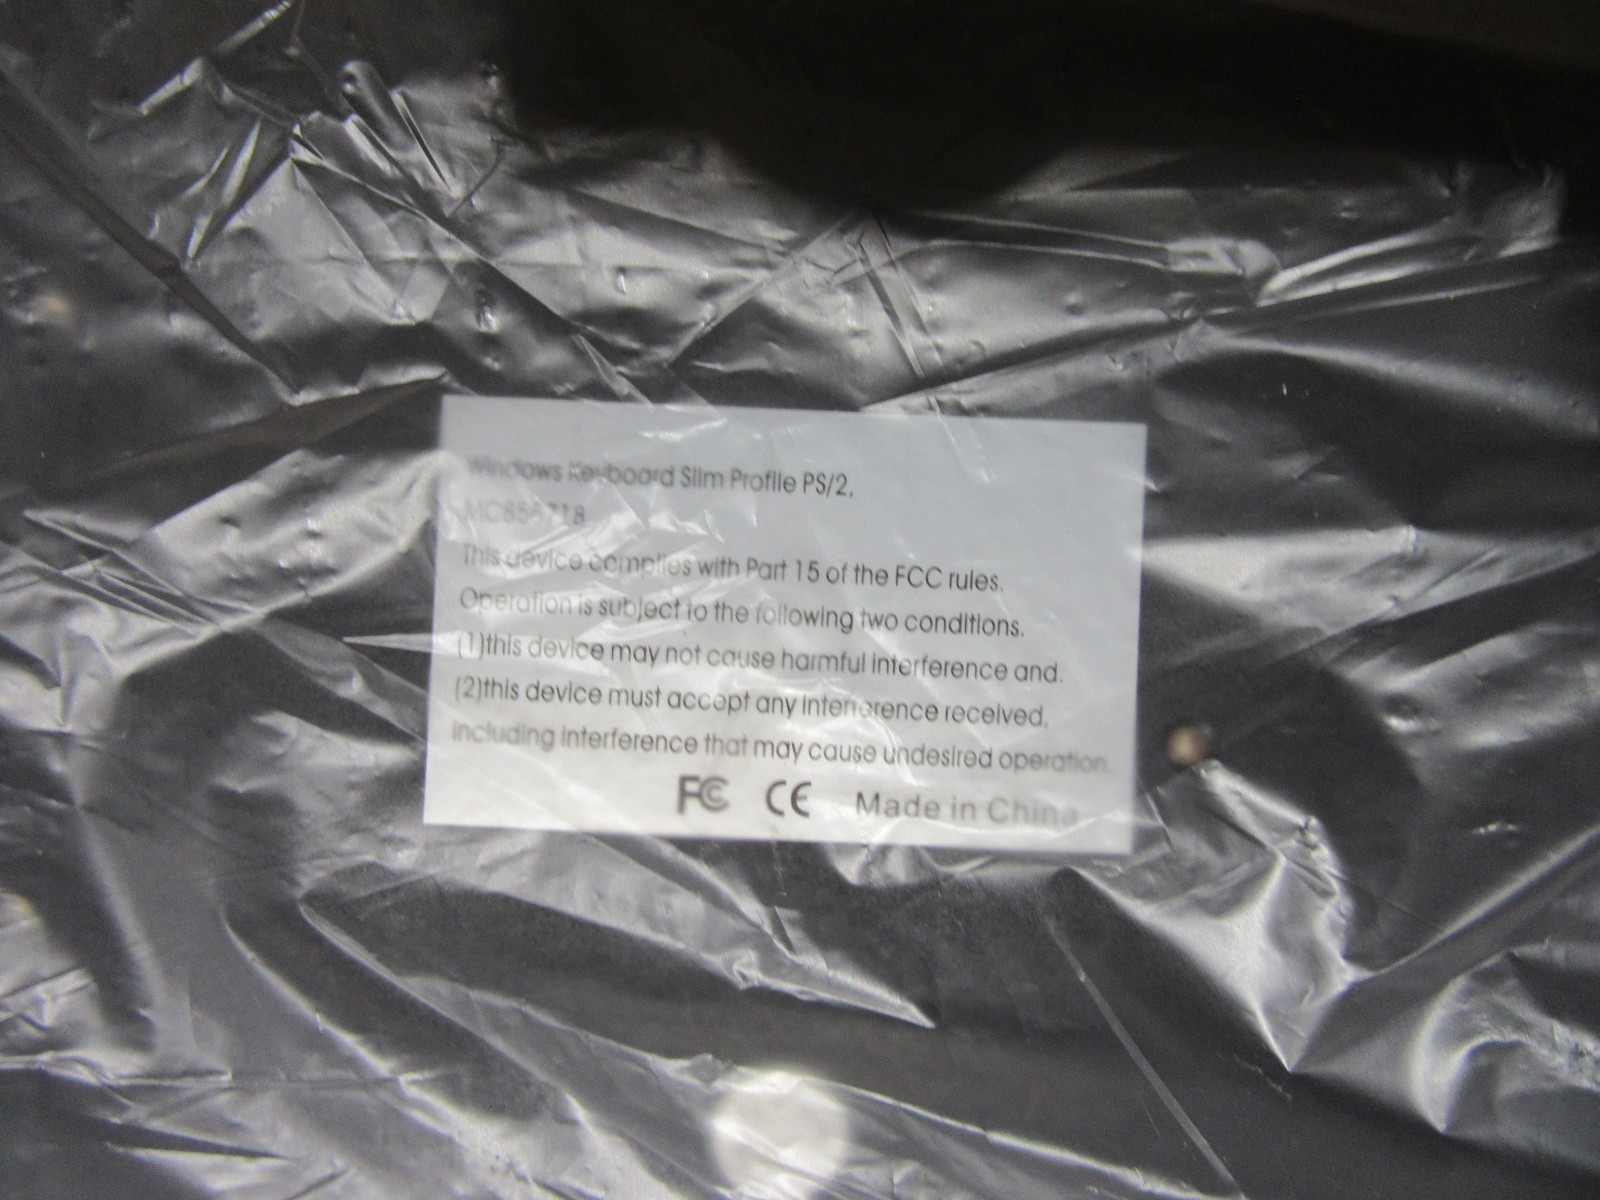 Windows Keyboard Slim Profile PS/2,
MC855718
This device complies with Part 15 of the FCC rules.
Operation is subject to the following two conditions.
(1)this device may not cause harmful interference and.
(2)this device must accept any interference received,
including interference that may cause undesired operation.
FC CE Made in China